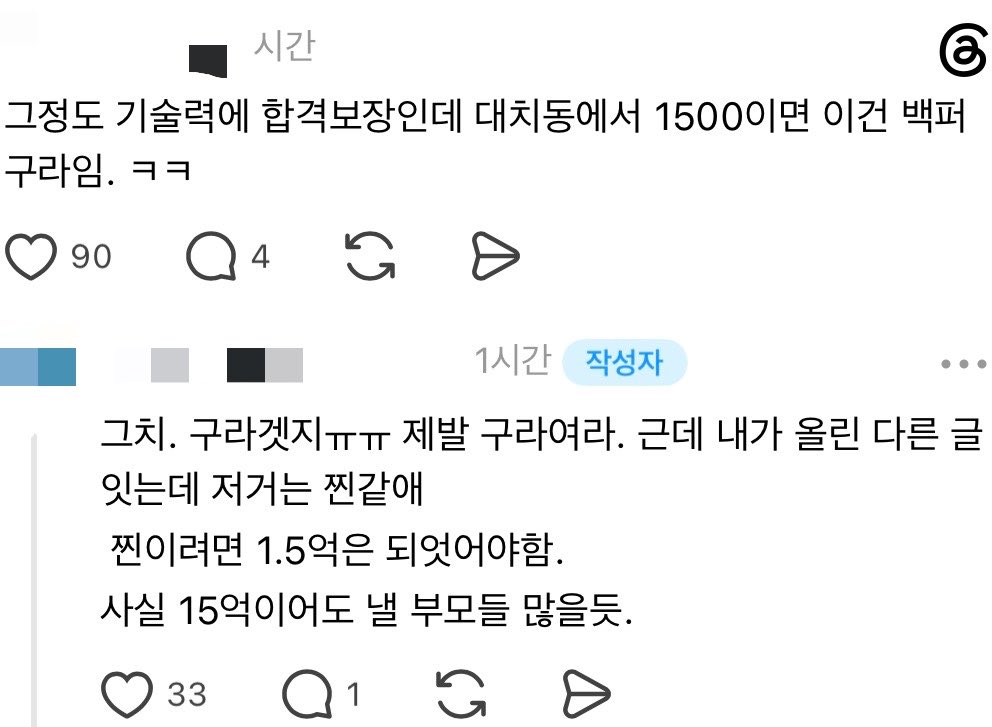 시간
그정도 기술력에 합격보장인데 대치동에서 1500이면 이건 백퍼
구라임. ㅋㅋ
90 4
1시간 작성자
그치. 구라겟지ㅠㅠ 제발 구라여라. 근데 내가 올린 다른 글
잇는데 저거는 찐같애
찐이려면 1.5억은 되엇어야함.
사실 15억이어도 낼 부모들 많을듯.
33 1